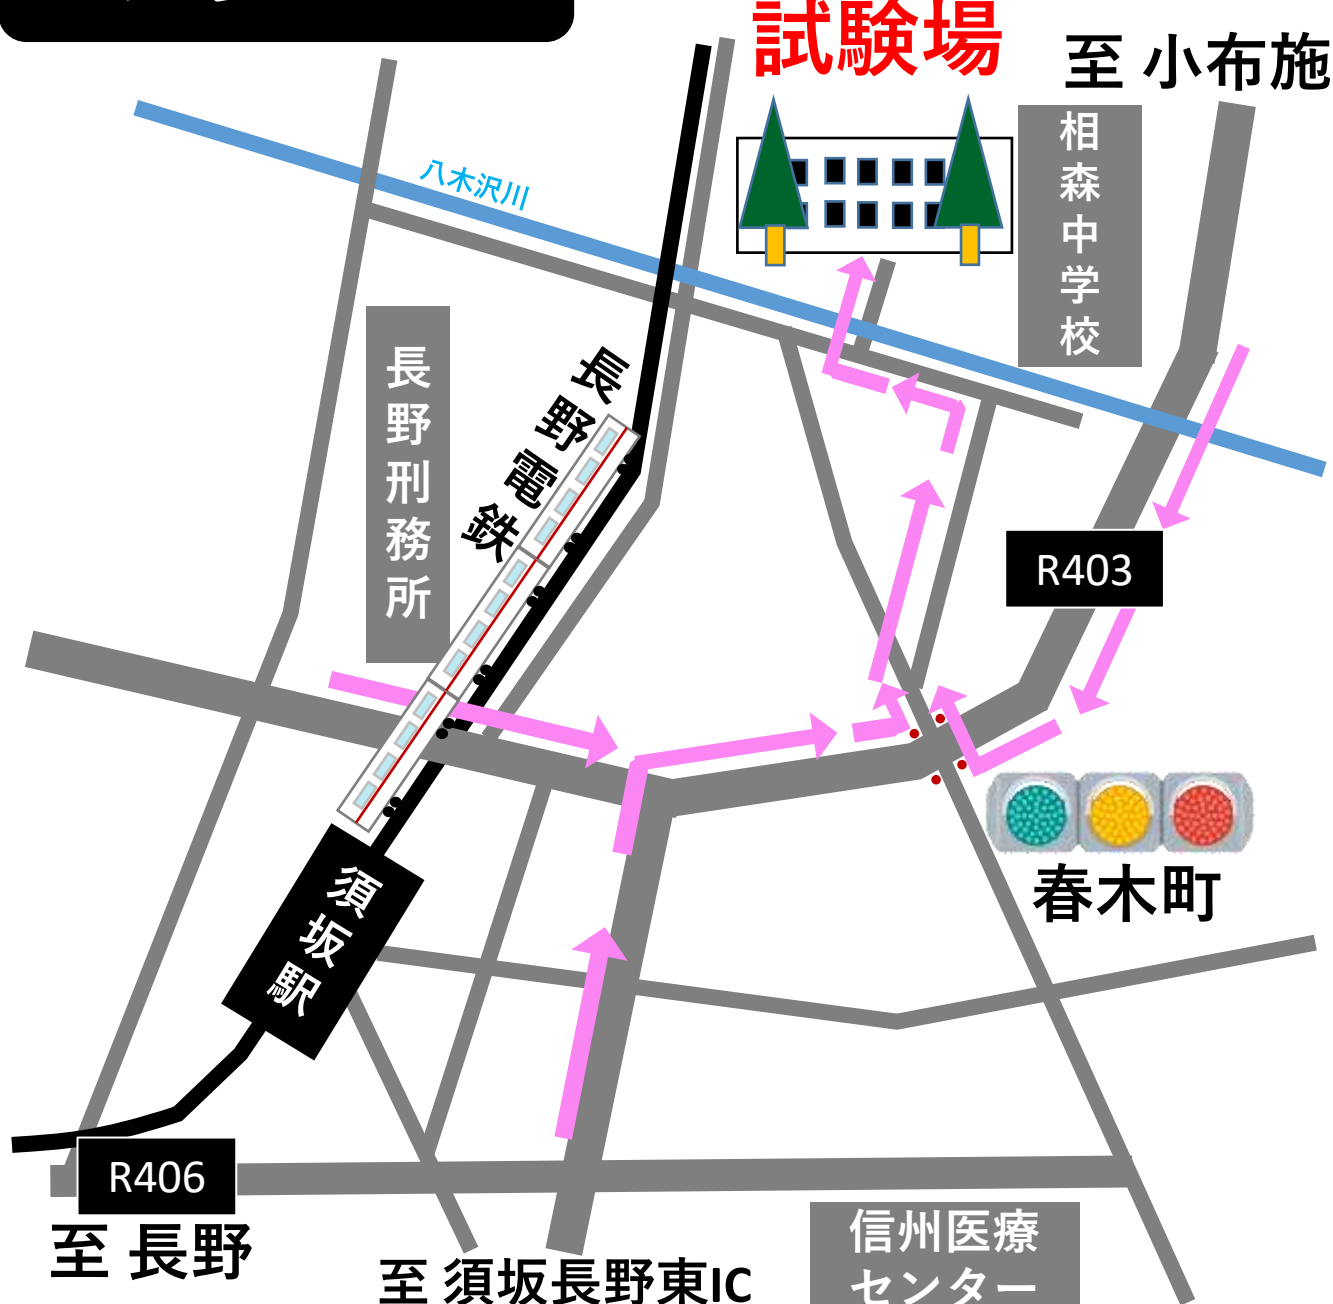 試験場
至 小布施
相森中学校
八木沢川
長野刑務所
長野電鉄
R403
春木町
須坂駅
R406
至 長野
至 須坂長野東IC
信州医療
センター